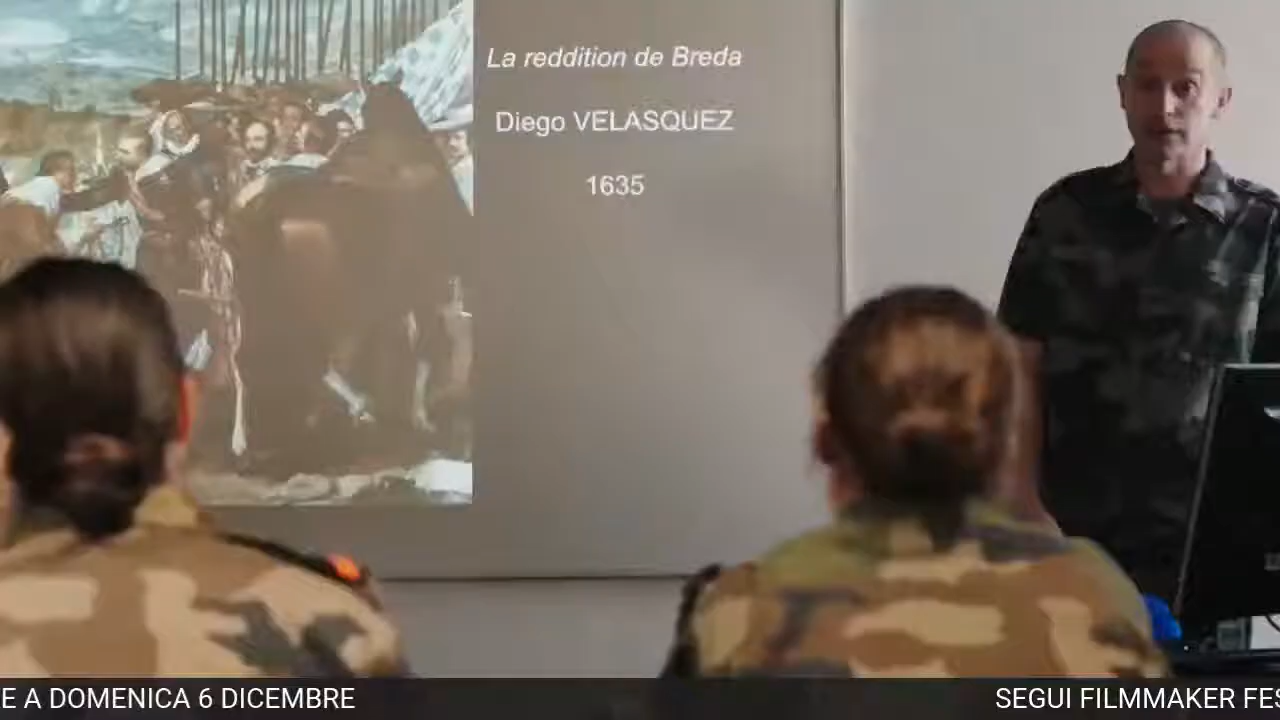 La reddition de Breda
Diego VELASQUEZ
1635
E A DOMENICA 6 DICEMBRE
SEGUI FILMMAKER FES